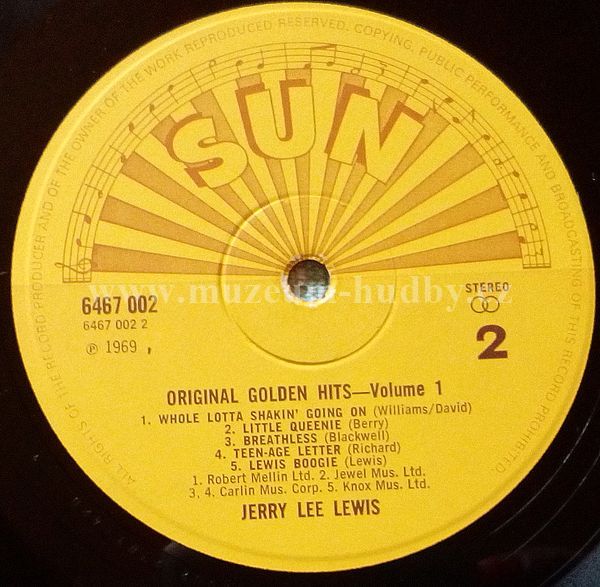 ALL RIGHTS OF THE RECORD PRODUCER AND OF THE OWNER OF THE WORK REPRODUCED RESERVED. COPYING, PUBLIC PERFORMANCE AND BROADCASTING OF THIS RECORD PROHIBITED.
SUN
6467 002
6467 002 2
℗ 1969
STEREO
2
ORIGINAL GOLDEN HITS—Volume 1
1. WHOLE LOTTA SHAKIN' GOING ON (Williams/David)
2. LITTLE QUEENIE (Berry)
3. BREATHLESS (Blackwell)
4. TEEN-AGE LETTER (Richard)
5. LEWIS BOOGIE (Lewis)
1. Robert Mellin Ltd. 2. Jewel Mus. Ltd.
3, 4. Carlin Mus. Corp. 5. Knox Mus. Ltd.
JERRY LEE LEWIS